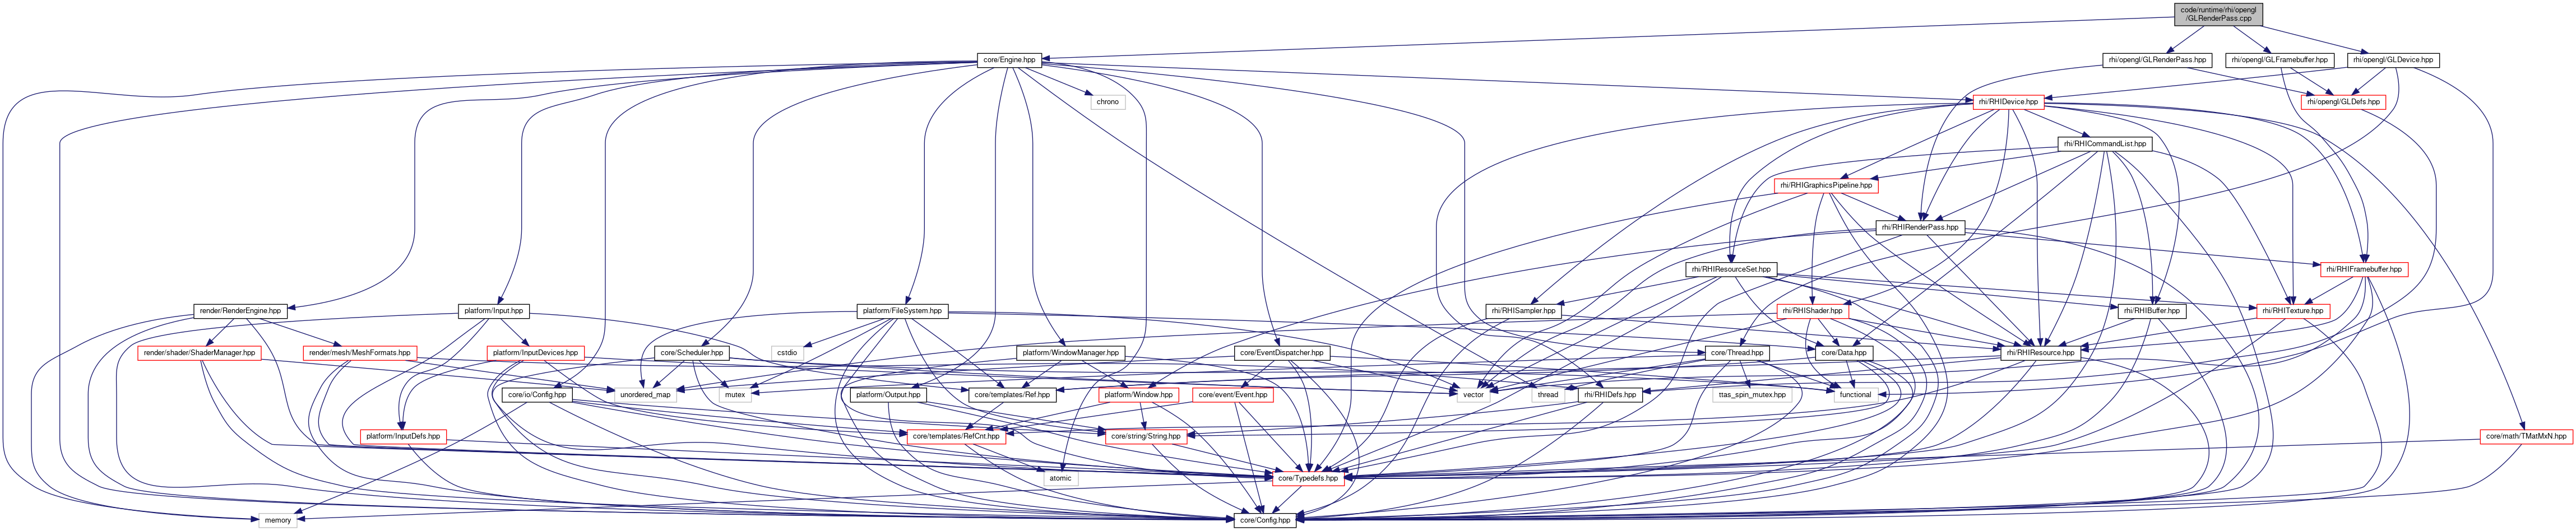 code/runtime/rhi/opengl
/GLRenderPass.cpp
core/Engine.hpp
rhi/opengl/GLRenderPass.hpp
rhi/opengl/GLFramebuffer.hpp
rhi/opengl/GLDevice.hpp
chrono
rhi/RHIDevice.hpp
rhi/opengl/GLDefs.hpp
rhi/RHICommandList.hpp
rhi/RHIGraphicsPipeline.hpp
rhi/RHIRenderPass.hpp
rhi/RHIResourceSet.hpp
rhi/RHIFramebuffer.hpp
render/RenderEngine.hpp
platform/Input.hpp
platform/FileSystem.hpp
rhi/RHISampler.hpp
rhi/RHIShader.hpp
rhi/RHIBuffer.hpp
rhi/RHITexture.hpp
render/shader/ShaderManager.hpp
render/mesh/MeshFormats.hpp
platform/InputDevices.hpp
core/Scheduler.hpp
cstdio
platform/WindowManager.hpp
core/EventDispatcher.hpp
core/Thread.hpp
core/Data.hpp
rhi/RHIResource.hpp
core/io/Config.hpp
unordered_map
mutex
platform/Output.hpp
core/templates/Ref.hpp
platform/Window.hpp
core/event/Event.hpp
vector
thread
rhi/RHIDefs.hpp
ttas_spin_mutex.hpp
functional
platform/InputDefs.hpp
core/templates/RefCnt.hpp
core/string/String.hpp
core/math/TMatMxN.hpp
atomic
core/Typedefs.hpp
memory
core/Config.hpp